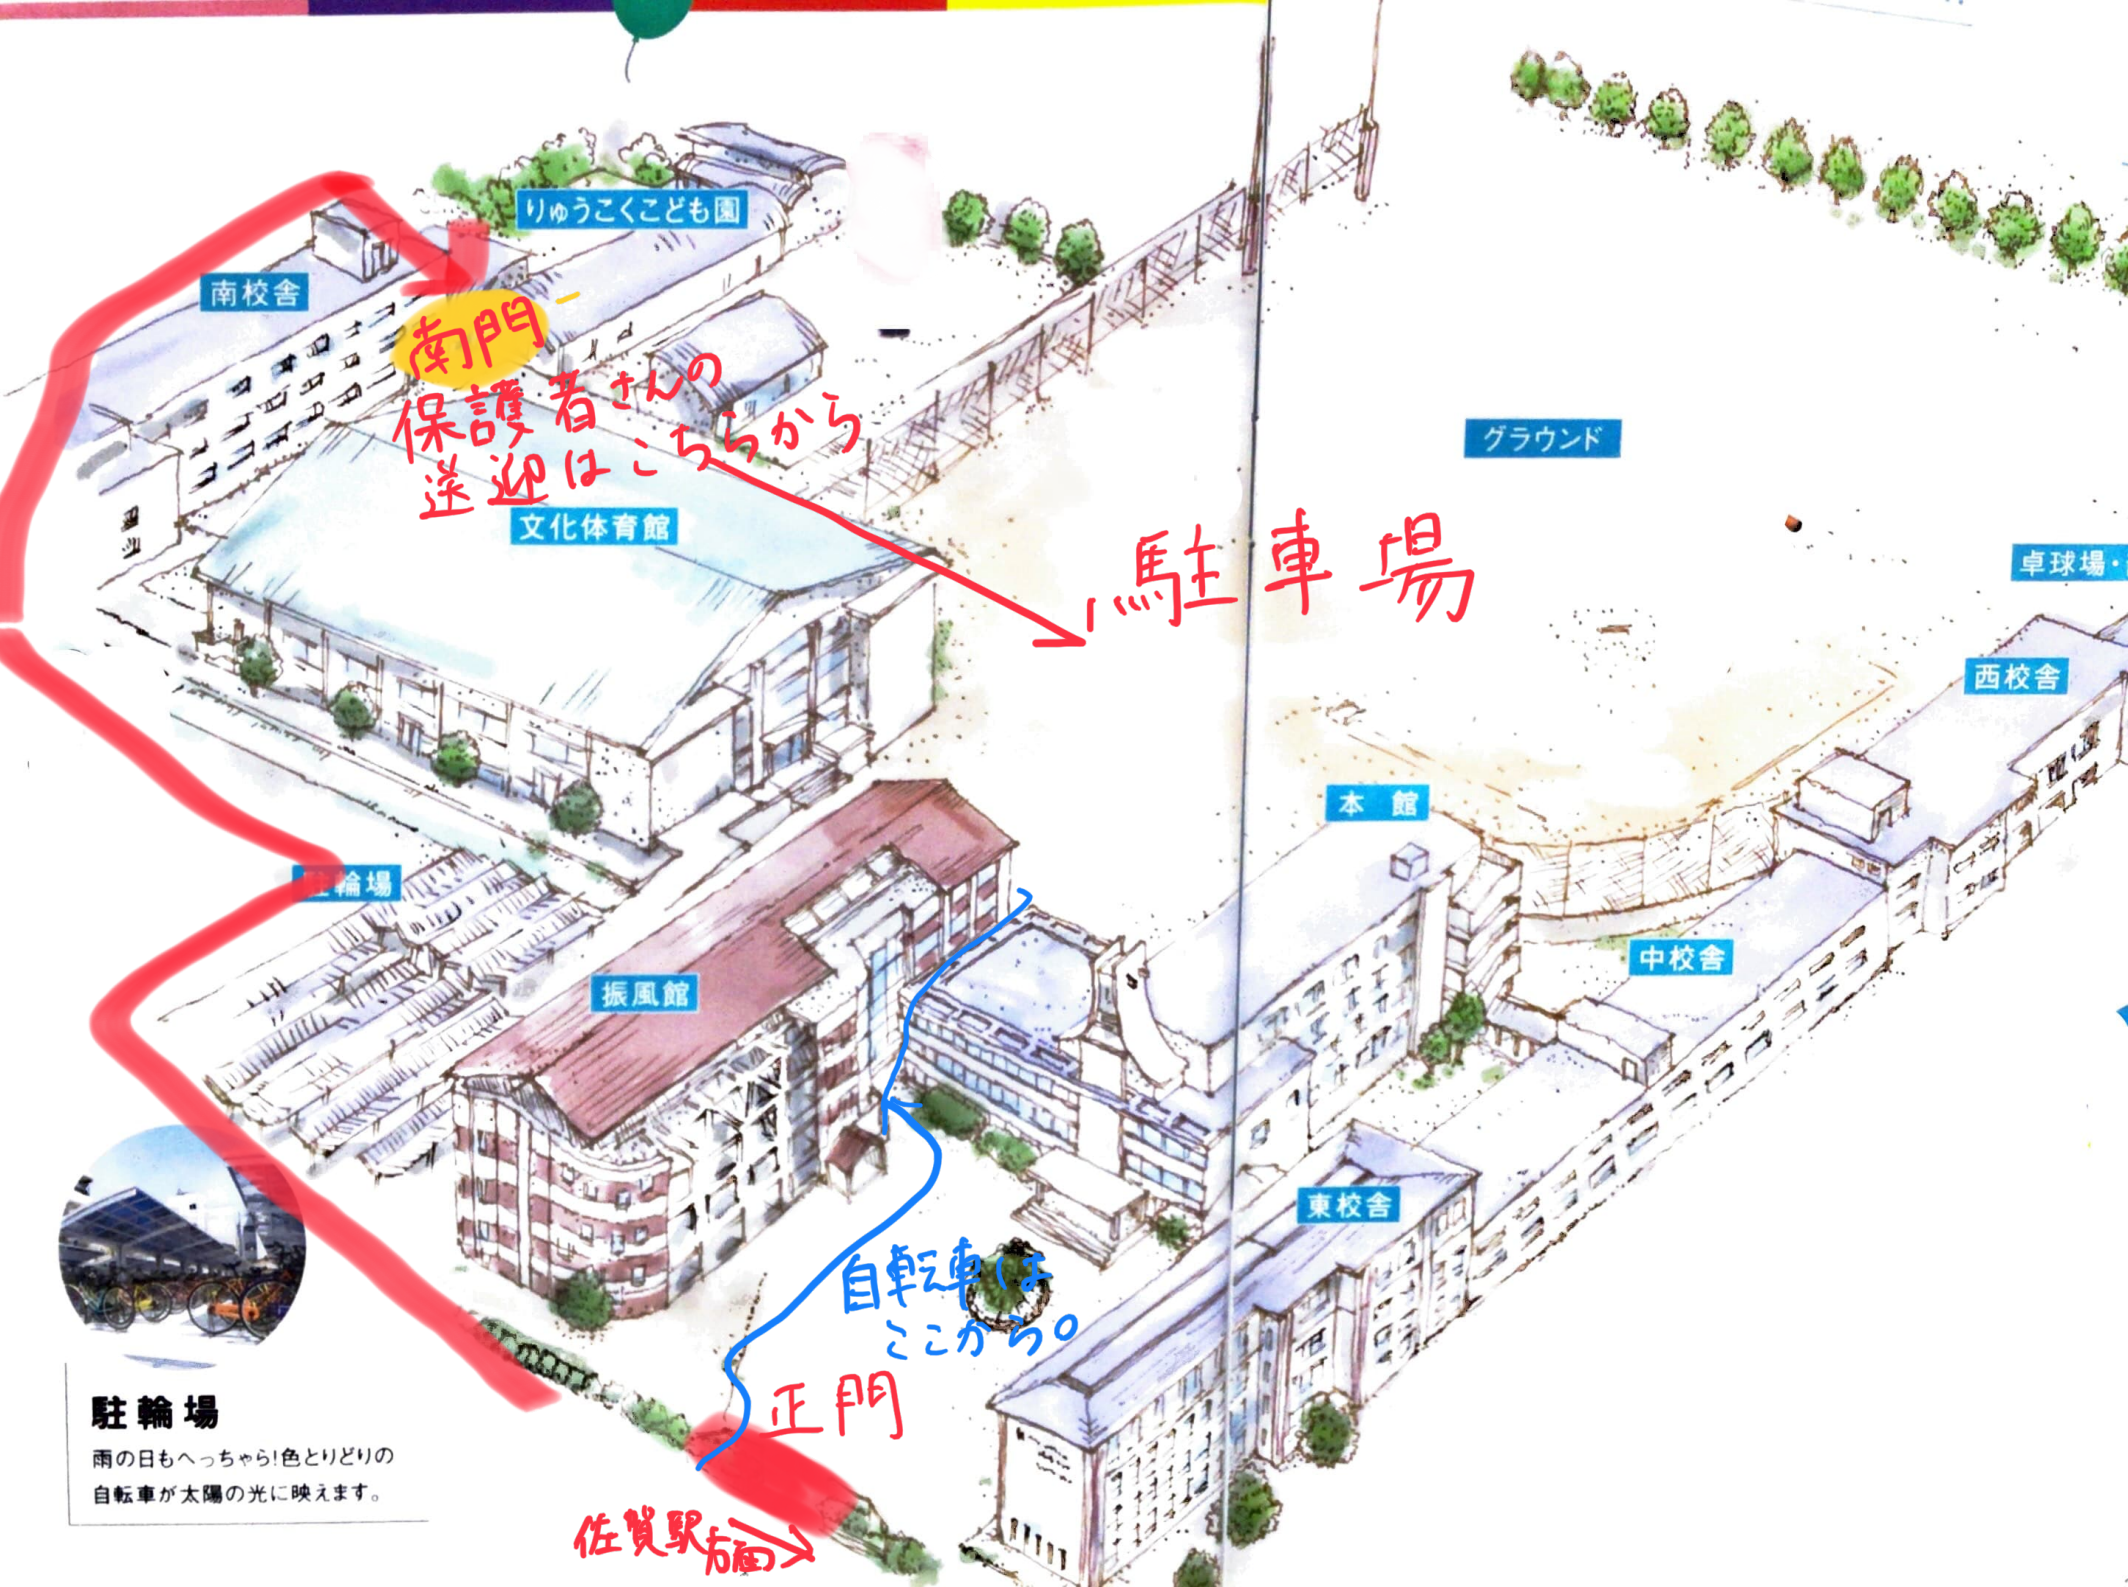 りゅうこくこども園
南校舎
南門
保護者さんの
送迎はこちらから
文化体育館
駐車場
グラウンド
卓球場・
西校舎
本館
駐輪場
中校舎
振風館
東校舎
自転車は
ここから。
正門
駐輪場
雨の日もへっちゃら!色とりどりの
自転車が太陽の光に映えます。
佐賀駅方面